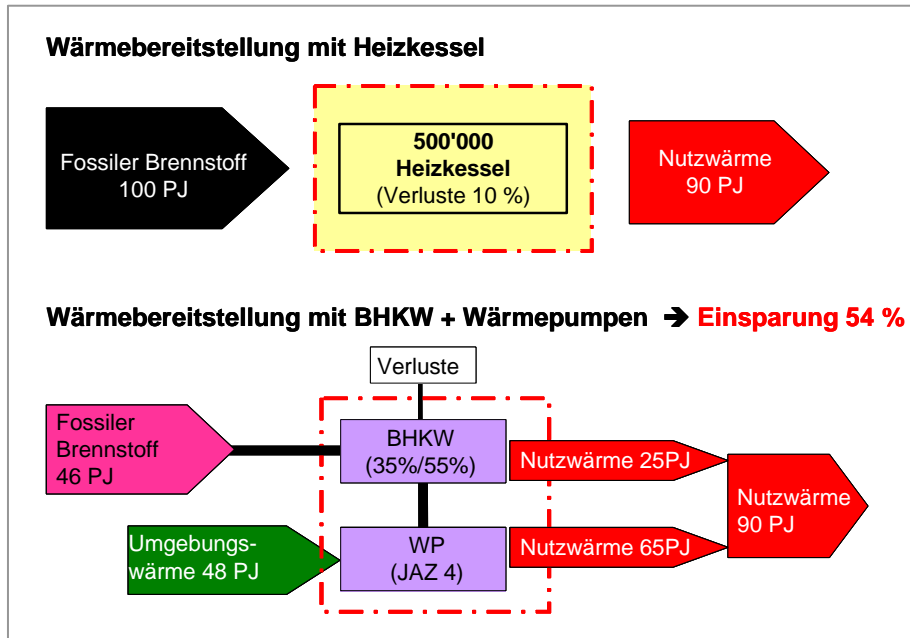 Wärmebereitstellung mit Heizkessel
Fossiler Brennstoff
100 PJ
500'000
Heizkessel
(Verluste 10 %)
Nutzwärme
90 PJ
Wärmebereitstellung mit BHKW + Wärmepumpen ➔ Einsparung 54 %
Verluste
Fossiler
Brennstoff
46 PJ
BHKW
(35%/55%)
Nutzwärme 25PJ
Nutzwärme
90 PJ
Umgebungs-
wärme 48 PJ
WP
(JAZ 4)
Nutzwärme 65PJ